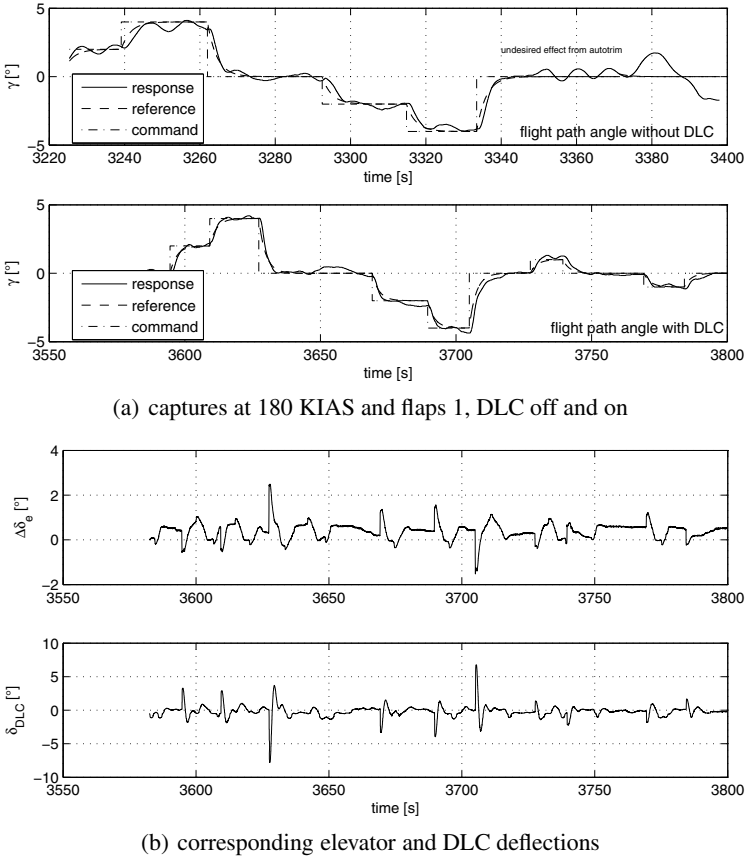 5
0
−5
γ [°]
undesired effect from autotrim
response
reference
command
flight path angle without DLC
3220 3240 3260 3280 3300 3320 3340 3360 3380 3400
time [s]
5
0
−5
γ [°]
response
reference
command
flight path angle with DLC
3550 3600 3650 3700 3750 3800
time [s]
(a) captures at 180 KIAS and flaps 1, DLC off and on
4
2
0
−2
Δδe [°]
3550 3600 3650 3700 3750 3800
10
5
0
−5
−10
δDLC [°]
3550 3600 3650 3700 3750 3800
time [s]
(b) corresponding elevator and DLC deflections